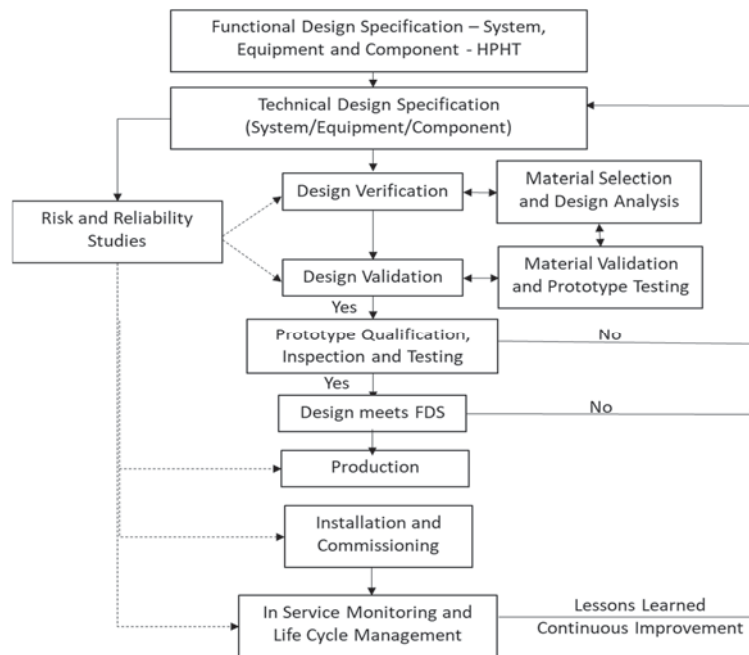 Functional Design Specification – System,
Equipment and Component - HPHT
Technical Design Specification
(System/Equipment/Component)
Design Verification
Material Selection
and Design Analysis
Risk and Reliability
Studies
Design Validation
Material Validation
and Prototype Testing
Yes
Prototype Qualification,
Inspection and Testing
No
Yes
Design meets FDS
No
Production
Installation and
Commissioning
In Service Monitoring and
Life Cycle Management
Lessons Learned
Continuous Improvement